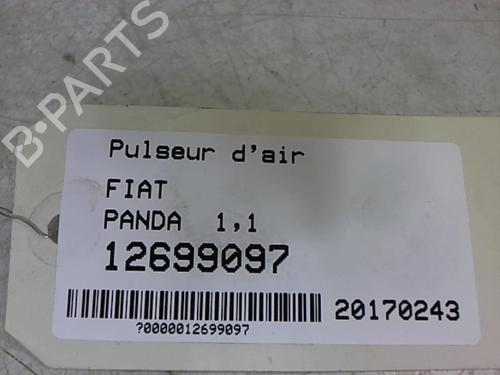 B-PARTS
Pulseur d'air
FIAT
PANDA 1,1
12699097
20170243
?0000012699097